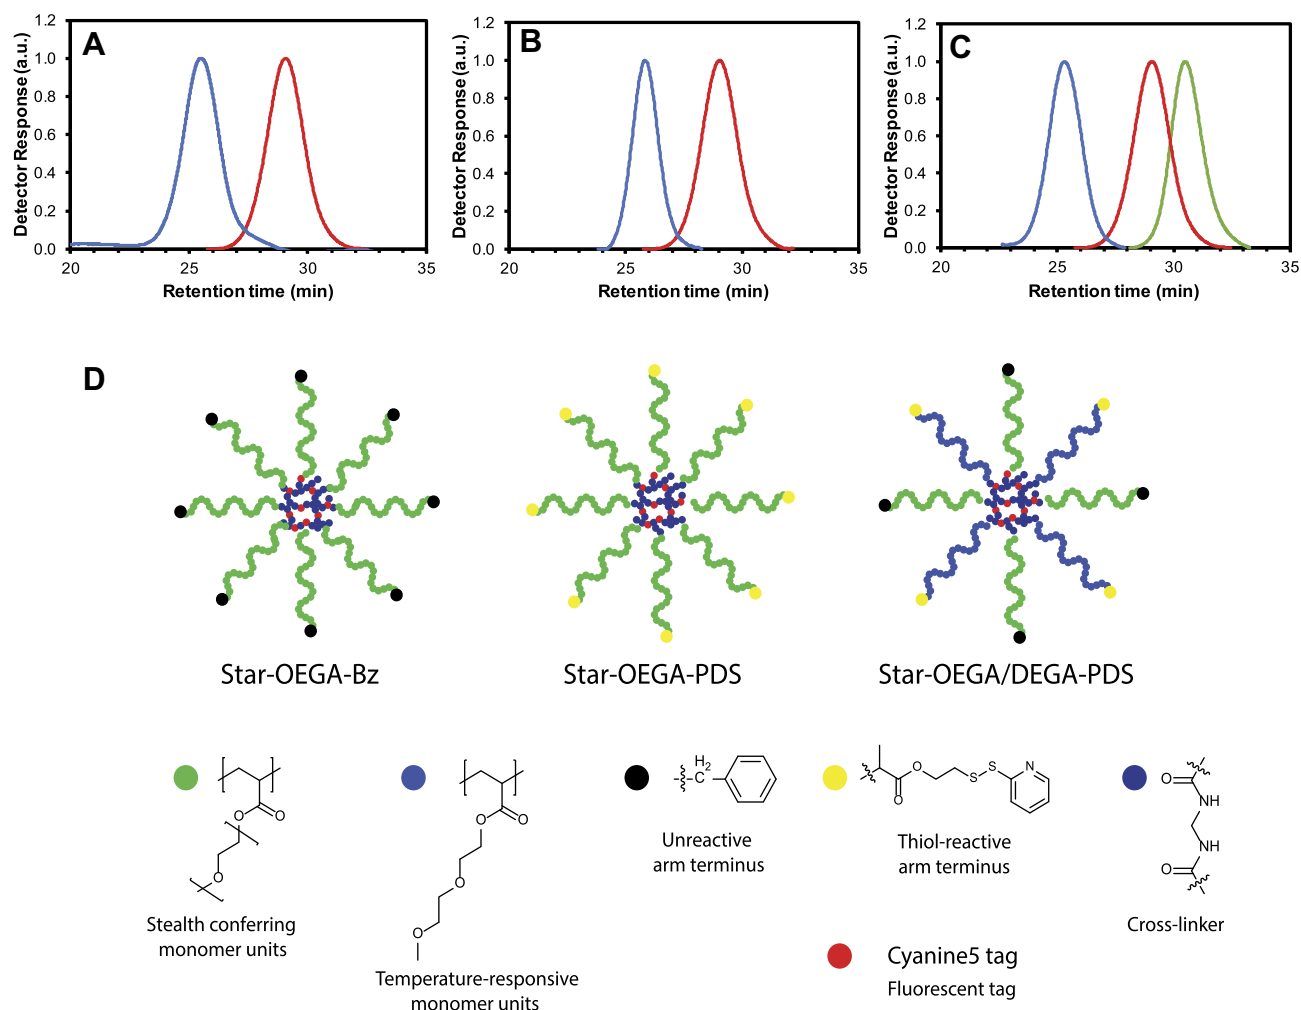 A
B
C
1.2
1.0
0.8
0.6
0.4
0.2
0.0
Detector Response (a.u.)
20 25 30 35
Retention time (min)
1.2
1.0
0.8
0.6
0.4
0.2
0.0
Detector Response (a.u.)
20 25 30 35
Retention time (min)
1.2
1.0
0.8
0.6
0.4
0.2
0.0
Detector Response (a.u.)
20 25 30 35
Retention time (min)
D
Star-OEGA-Bz
Star-OEGA-PDS
Star-OEGA/DEGA-PDS
O
O
O
Stealth conferring
monomer units
O
O
O
O
Temperature-responsive
monomer units
H2
C
Unreactive
arm terminus
O
O
S
S
N
Thiol-reactive
arm terminus
O
NH
NH
O
Cross-linker
Cyanine5 tag
Fluorescent tag